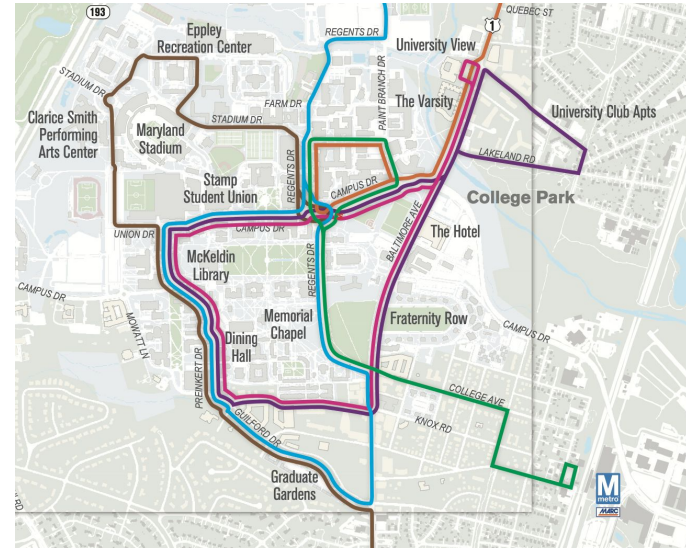 193
QUEBEC ST
1
Eppley
Recreation Center
REGENTS DR
University View
STADIUM DR
PAINT BRANCH DR
The Varsity
FARM DR
University Club Apts
Clarice Smith
Performing
Arts Center
Maryland
Stadium
STADIUM DR
REGENTS DR
LAKELAND RD
Stamp
Student Union
CAMPUS DR
College Park
UNION DR
CAMPUS DR
BALTIMORE AVE
The Hotel
McKeldin
Library
REGENTS DR
CAMPUS DR
MOWATT LN
Memorial
Chapel
Fraternity Row
CAMPUS DR
Dining
Hall
PREINKERT DR
COLLEGE AVE
GUILFORD DR
KNOX RD
Graduate
Gardens
M
metro
MARC
RD